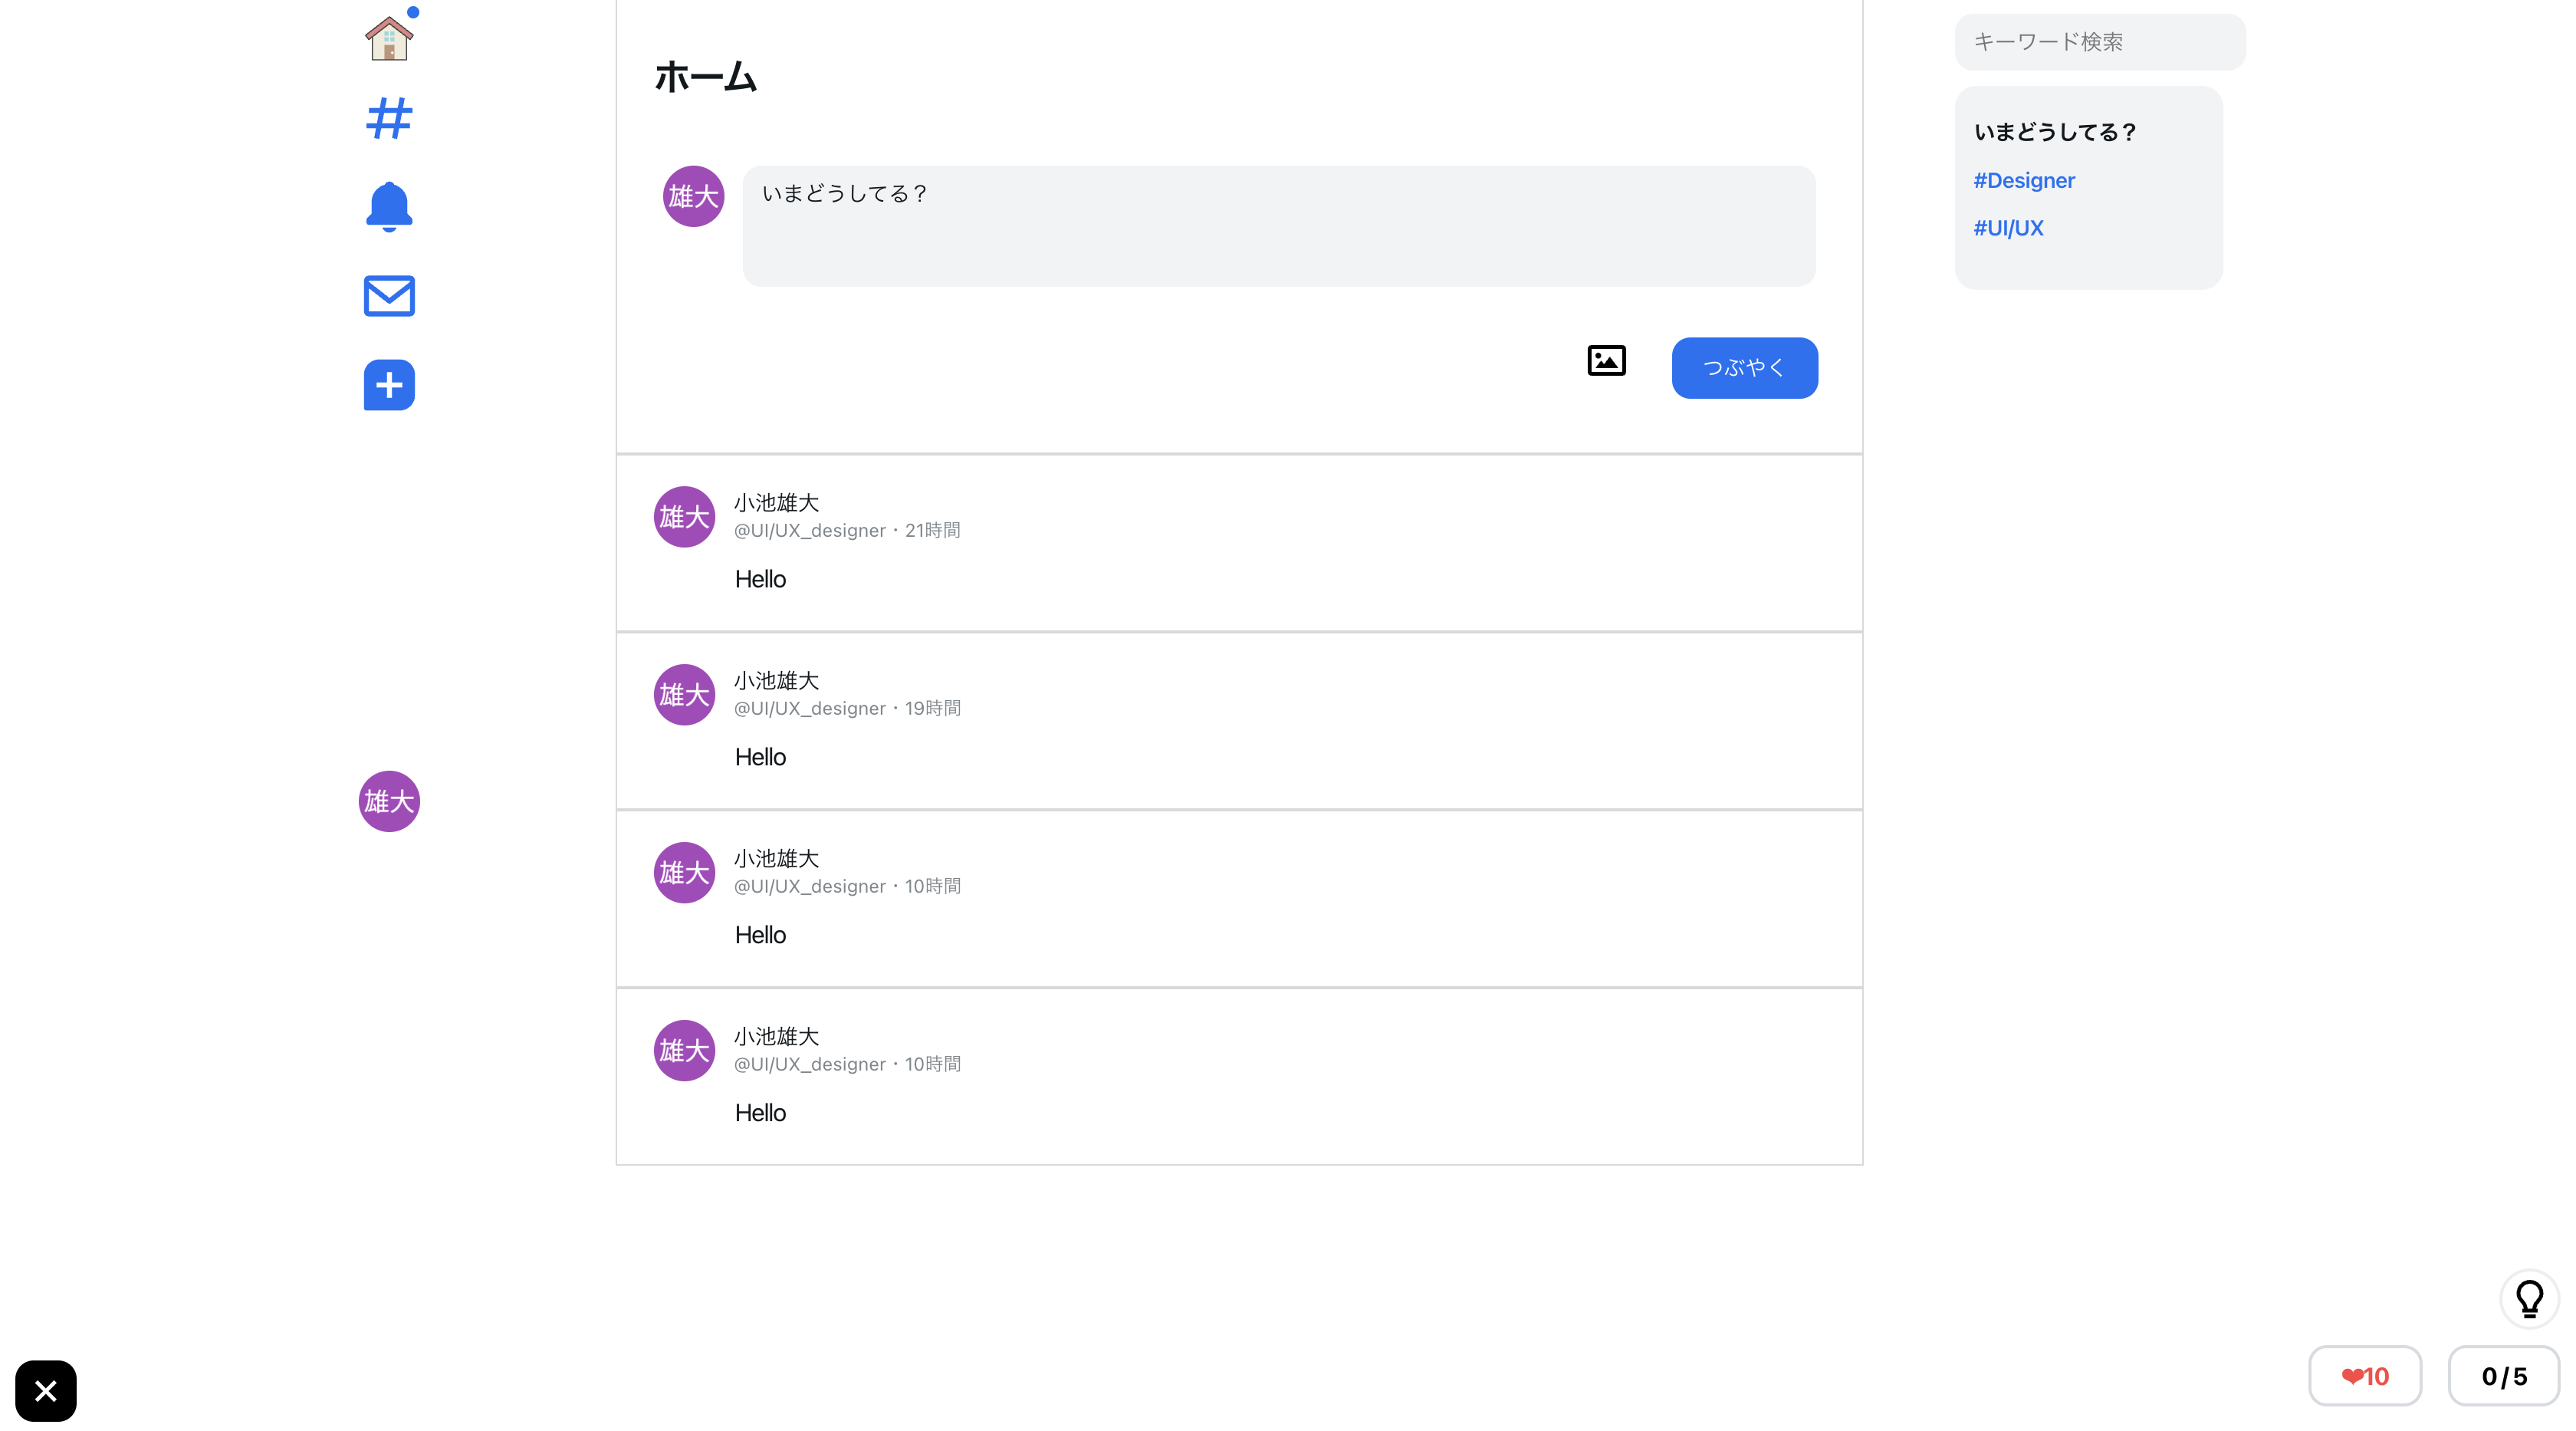 ホーム
雄大
いまどうしてる？
つぶやく
雄大
小池雄大
@UI/UX_designer・21時間
Hello
雄大
小池雄大
@UI/UX_designer・19時間
Hello
雄大
小池雄大
@UI/UX_designer・10時間
Hello
雄大
小池雄大
@UI/UX_designer・10時間
Hello
雄大
キーワード検索
いまどうしてる？
#Designer
#UI/UX
❤10
0/5